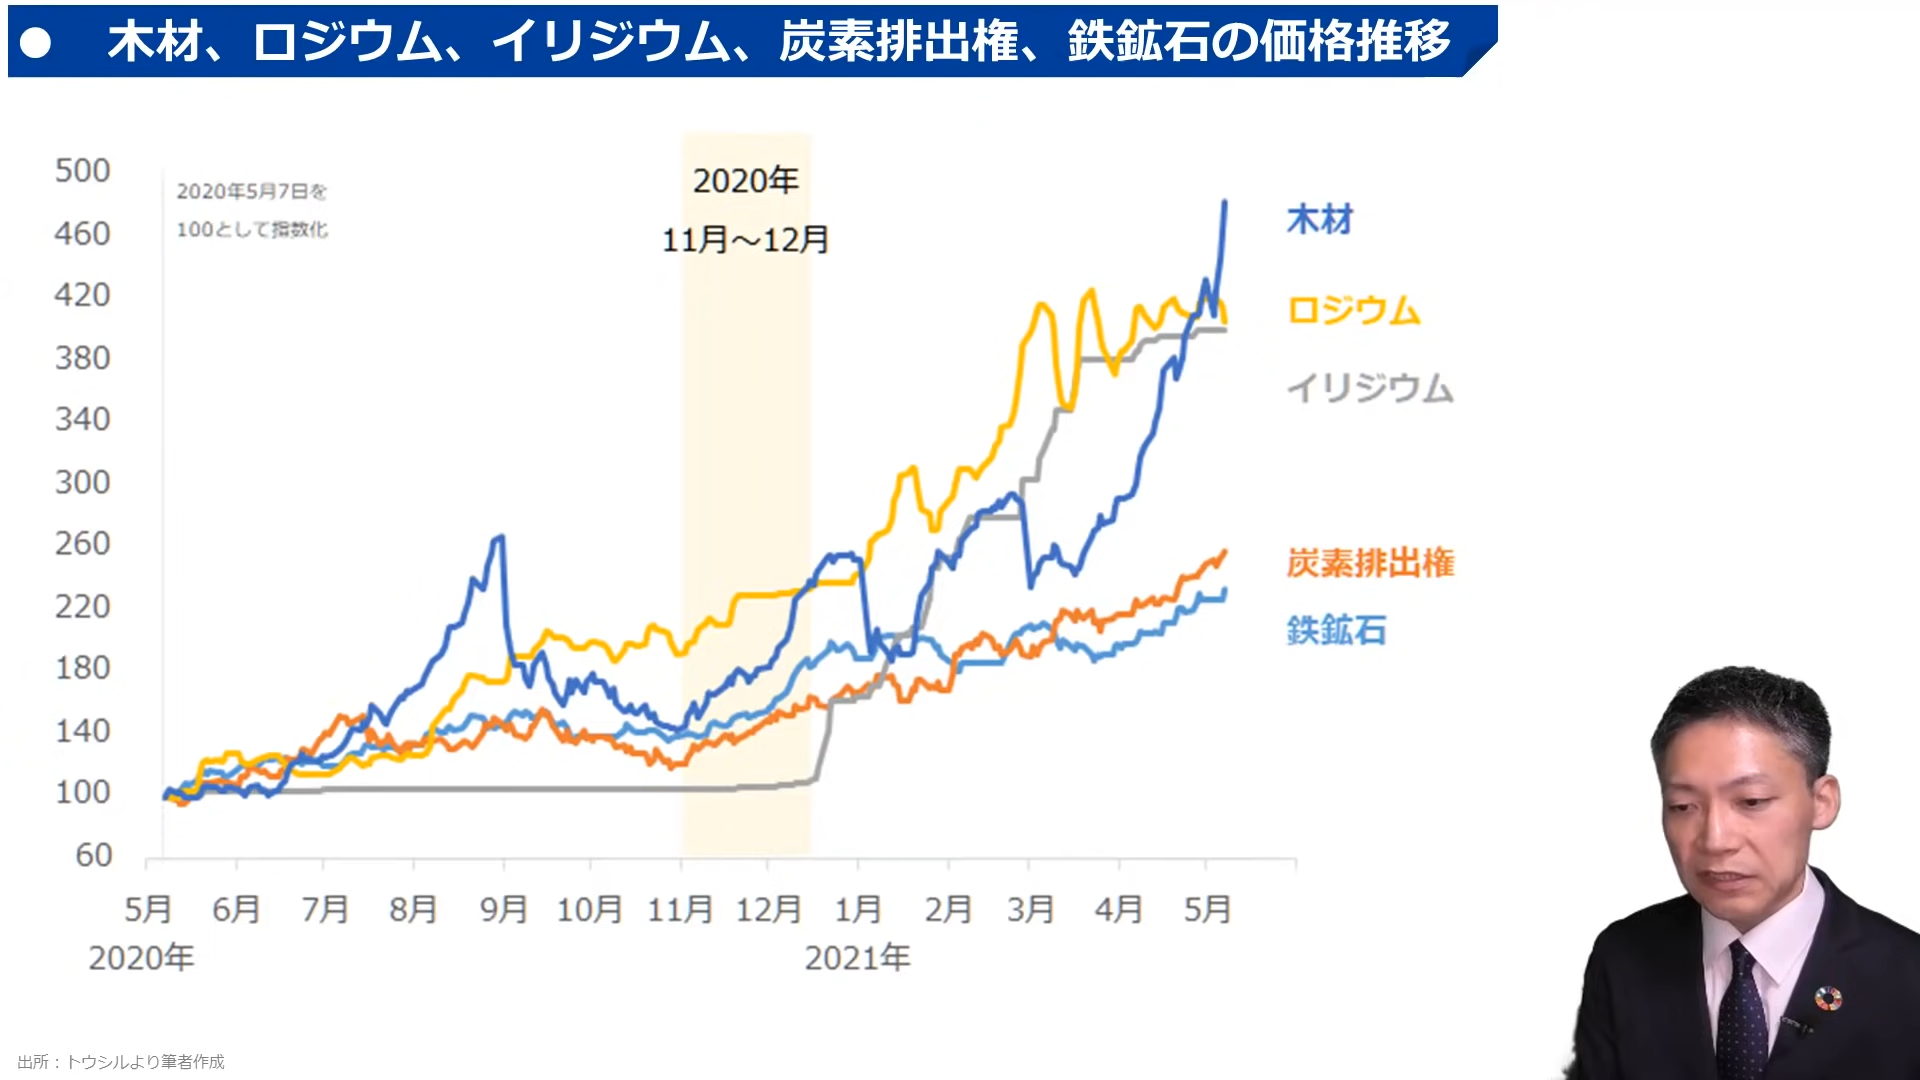 ● 木材、ロジウム、イリジウム、炭素排出権、鉄鉱石の価格推移
2020年5月7日を
100として指数化
2020年
11月～12月
500
460
420
380
340
300
260
220
180
140
100
60
木材
ロジウム
イリジウム
炭素排出権
鉄鉱石
5月 6月 7月 8月 9月 10月 11月 12月 1月 2月 3月 4月 5月
2020年 2021年
出所：トウシルより筆者作成